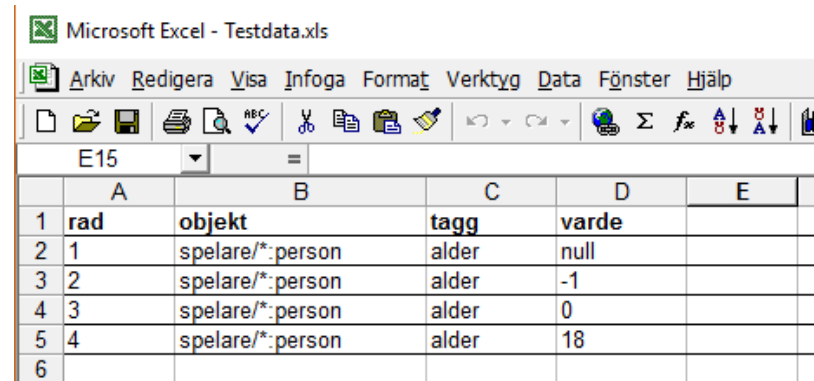 Microsoft Excel - Testdata.xls
Arkiv Redigera Visa Infoga Format Verktyg Data Fönster Hjälp
ABC Σ fx A Ö Ö A
E15 =
A B C D E
1 rad objekt tagg varde
2 1 spelare/*:person alder null
3 2 spelare/*:person alder -1
4 3 spelare/*:person alder 0
5 4 spelare/*:person alder 18
6